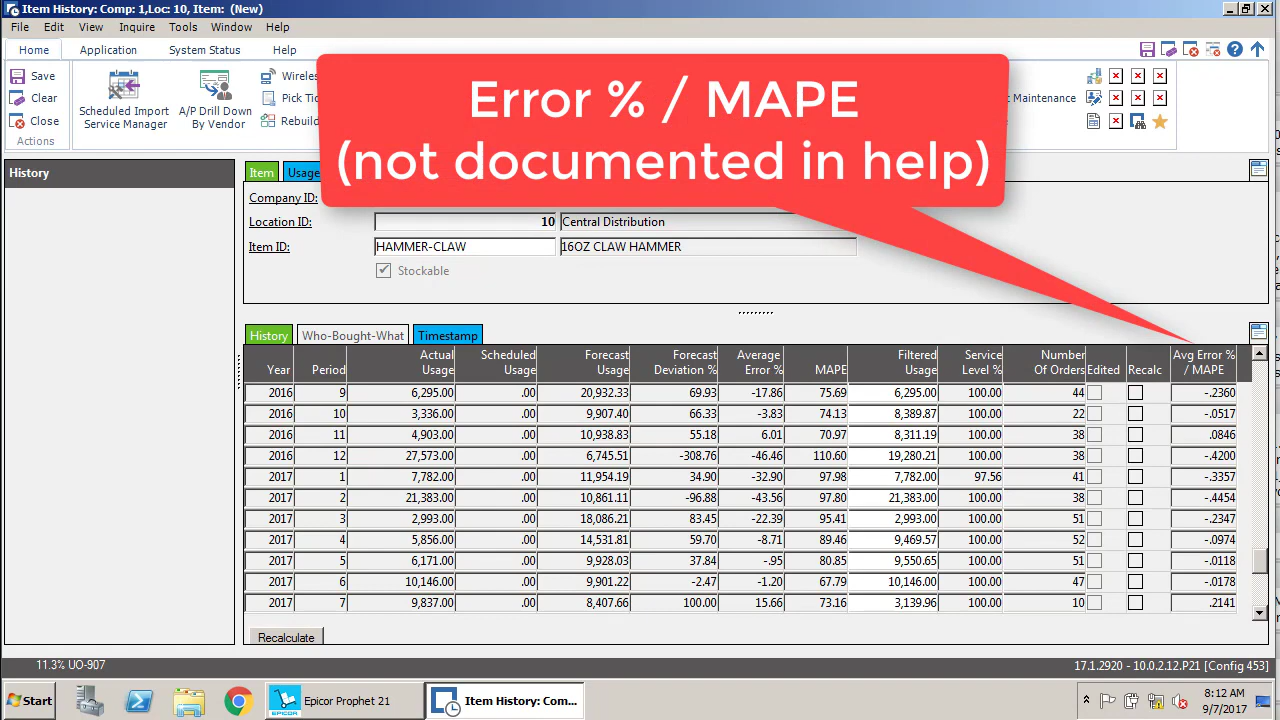 Item History: Comp: 1,Loc: 10, Item: (New)
File Edit View Inquire Tools Window Help
Home Application System Status Help
Save
Clear
Close
Actions
Scheduled Import
Service Manager
A/P Drill Down
By Vendor
Pick
Rebuild
Maintenance
Error % / MAPE
(not documented in help)
History
Item Usage
Company ID:
Location ID: 10 Central Distribution
Item ID: HAMMER-CLAW 16OZ CLAW HAMMER
Stockable
History Who-Bought-What Timestamp
Year Period Actual Usage Scheduled Usage Forecast Usage Forecast Deviation % Average Error % MAPE Filtered Usage Service Level % Number Of Orders Edited Recalc Avg Error % / MAPE
2016 9 6,295.00 .00 20,932.33 69.93 -17.86 75.69 6,295.00 100.00 44 -.2360
2016 10 3,336.00 .00 9,907.40 66.33 -3.83 74.13 8,389.87 100.00 22 -.0517
2016 11 4,903.00 .00 10,938.83 55.18 6.01 70.97 8,311.19 100.00 38 .0846
2016 12 27,573.00 .00 6,745.51 -308.76 -46.46 110.60 19,280.21 100.00 38 -.4200
2017 1 7,782.00 .00 11,954.19 34.90 -32.90 97.98 7,782.00 97.56 41 -.3357
2017 2 21,383.00 .00 10,861.11 -96.88 -43.56 97.80 21,383.00 100.00 38 -.4454
2017 3 2,993.00 .00 18,086.21 83.45 -22.39 95.41 2,993.00 100.00 51 -.2347
2017 4 5,856.00 .00 14,531.81 59.70 -8.71 89.46 9,469.57 100.00 52 -.0974
2017 5 6,171.00 .00 9,928.03 37.84 -.95 80.85 9,550.65 100.00 51 -.0118
2017 6 10,146.00 .00 9,901.22 -2.47 -1.20 67.79 10,146.00 100.00 47 -.0178
2017 7 9,837.00 .00 8,407.66 100.00 15.66 73.16 3,139.96 100.00 10 .2141
Recalculate
11.3% UO-907 17.1.2920 - 10.0.2.12.P21 [Config 453]
Start EPICOR Epicor Prophet 21 Item History: Com... 8:12 AM
9/7/2017